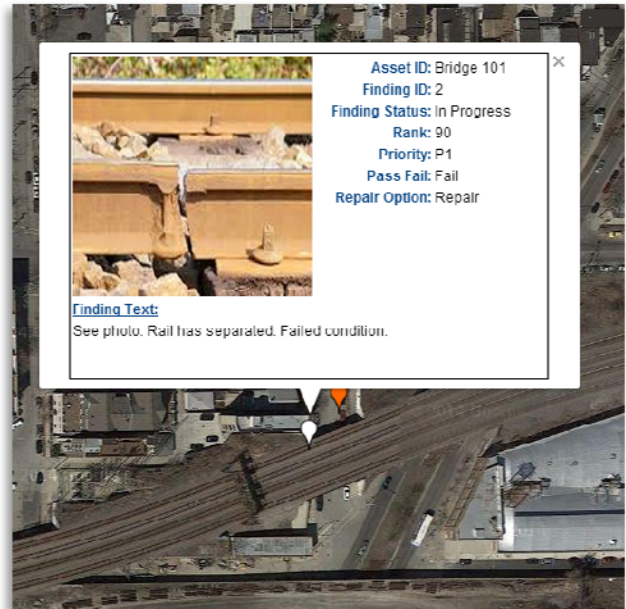 Asset ID: Bridge 101
Finding ID: 2
Finding Status: In Progress
Rank: 90
Priority: P1
Pass Fail: Fail
Repair Option: Repair
Finding Text:
See photo. Rail has separated. Failed condition.